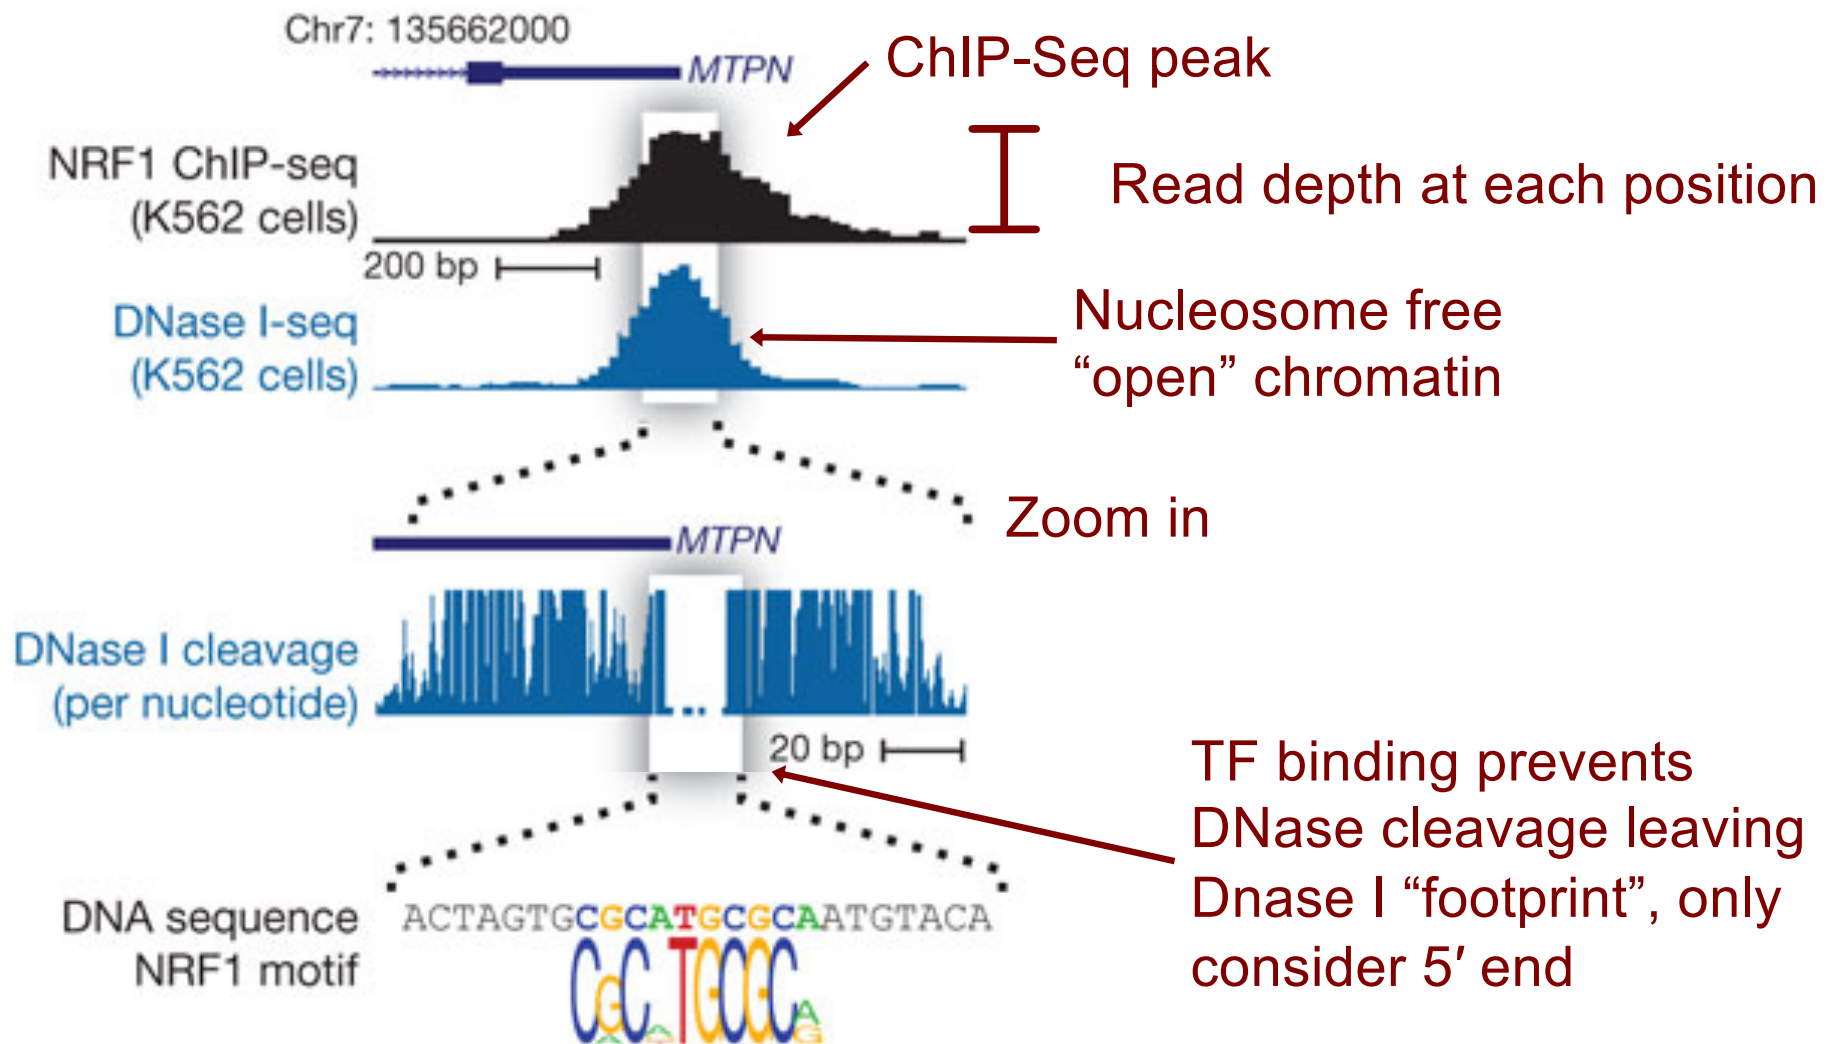 Chr7: 135662000
MTPN
ChIP-Seq peak
NRF1 ChIP-seq
(K562 cells)
Read depth at each position
200 bp
DNase I-seq
(K562 cells)
Nucleosome free
“open” chromatin
Zoom in
MTPN
DNase I cleavage
(per nucleotide)
20 bp
TF binding prevents
DNase cleavage leaving
Dnase I “footprint”, only
consider 5′ end
DNA sequence
ACTAGTGCGCATGCGCAATGTACA
NRF1 motif